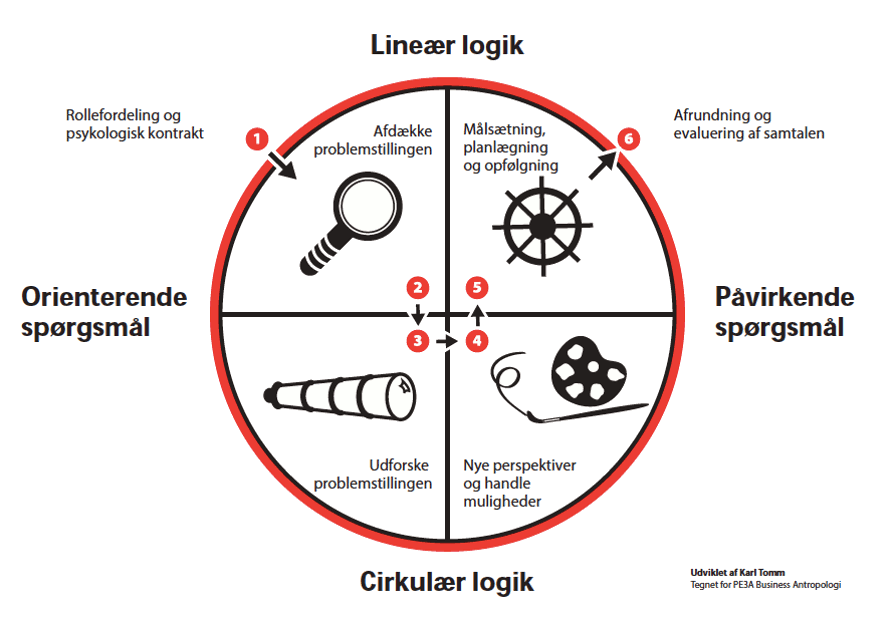 Lineær logik
Rollefordeling og
psykologisk kontrakt
1
Afdække
problemstillingen
Målsætning,
planlægning
og opfølgning
6
Afrundning og
evaluering af samtalen
Orienterende
spørgsmål
2
5
3
4
Påvirkende
spørgsmål
Udforske
problemstillingen
Nye perspektiver
og handle
muligheder
Cirkulær logik
Udviklet af Karl Tomm
Tegnet for PE3A Business Antropologi